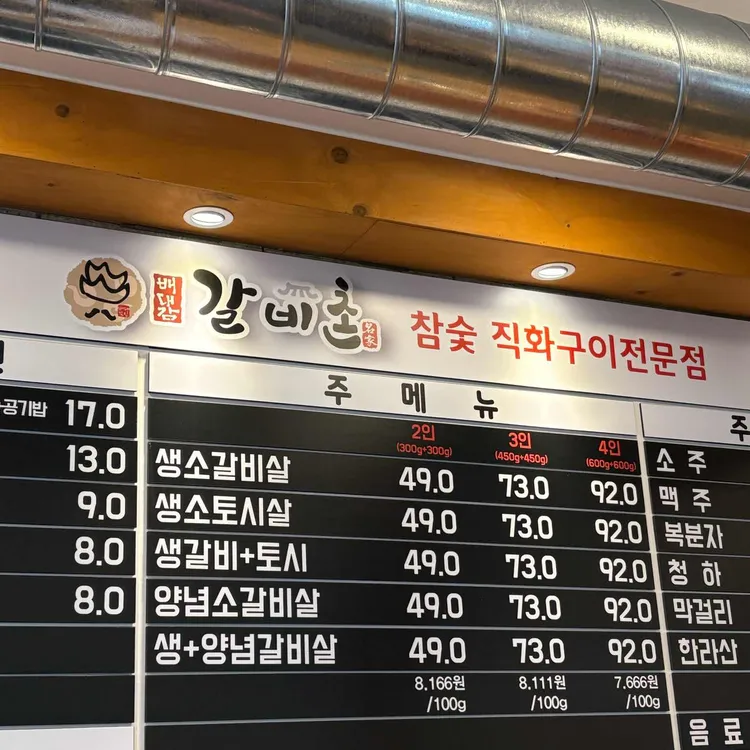 배댓감 갈비촌 名家 참숯 직화구이전문점
주 메 뉴
2인 3인 4인
(300g+300g) (450g+450g) (600g+600g)
생소갈비살 49.0 73.0 92.0
생소토시살 49.0 73.0 92.0
생갈비+토시 49.0 73.0 92.0
양념소갈비살 49.0 73.0 92.0
생+양념갈비살 49.0 73.0 92.0
8,166원 8,111원 7,666원
/100g /100g /100g
공기밥 17.0
13.0
9.0
8.0
8.0
주
소 주
맥 주
복분자
청 하
막걸리
한라산
음 료